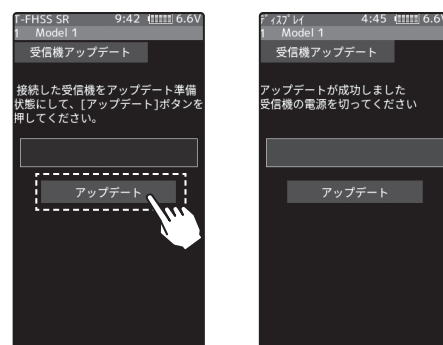 T-FHSS SR 9:42 6.6V
1 Model 1
受信機アップデート
接続した受信機をアップデート準備
状態にして、[アップデート]ボタンを
押してください。
アップデート
ディスプレイ 4:45 6.6V
1 Model 1
受信機アップデート
アップデートが成功しました
受信機の電源を切ってください
アップデート